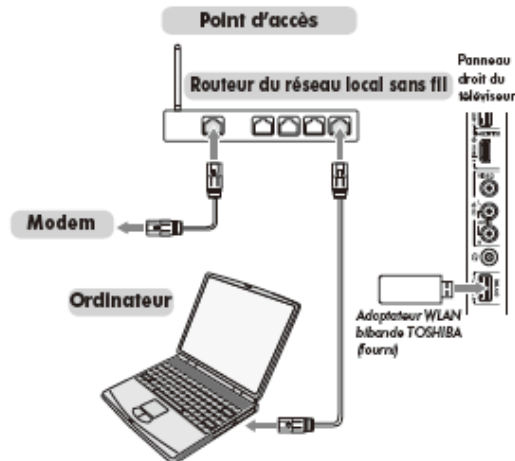 Point d'accès
Routeur du réseau local sans fil
Panneau
droit du
téléviseur
Modem
Ordinateur
Adaptateur WLAN
bibande TOSHIBA
(fourni)